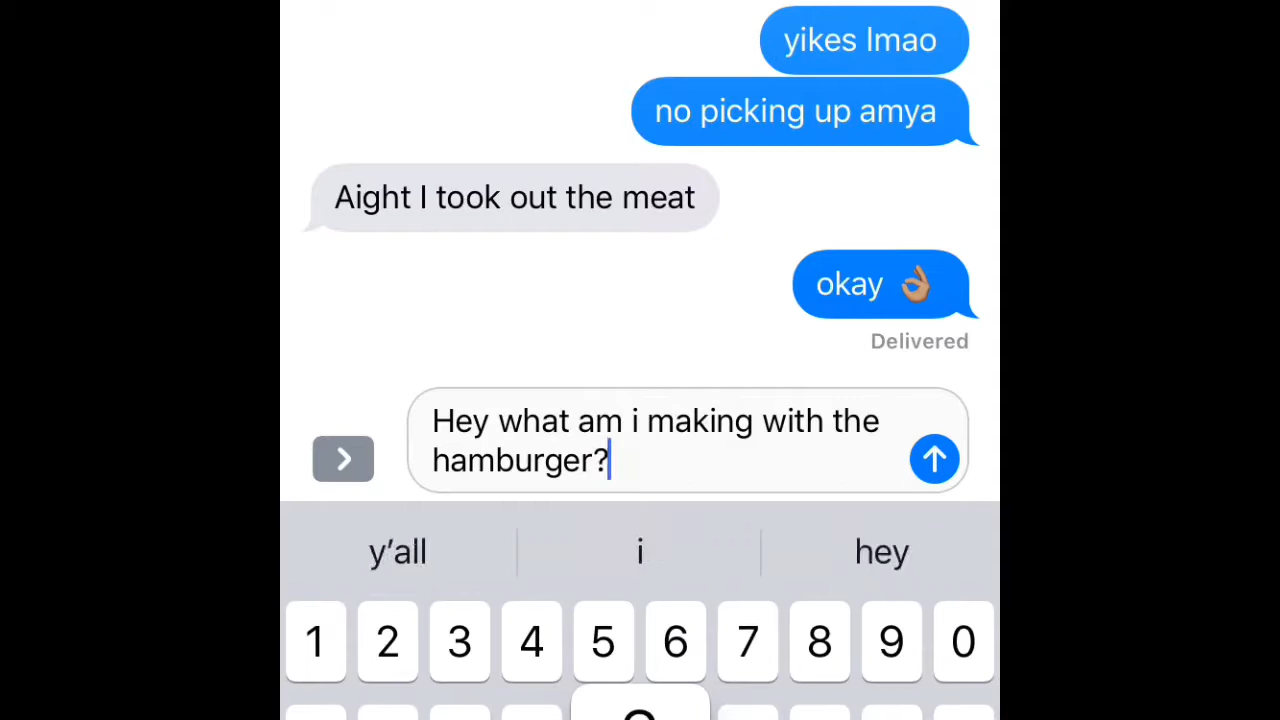 yikes lmao
no picking up amya
Aight I took out the meat
okay 👌🏽
Delivered
Hey what am i making with the
hamburger?
y’all i hey
1 2 3 4 5 6 7 8 9 0